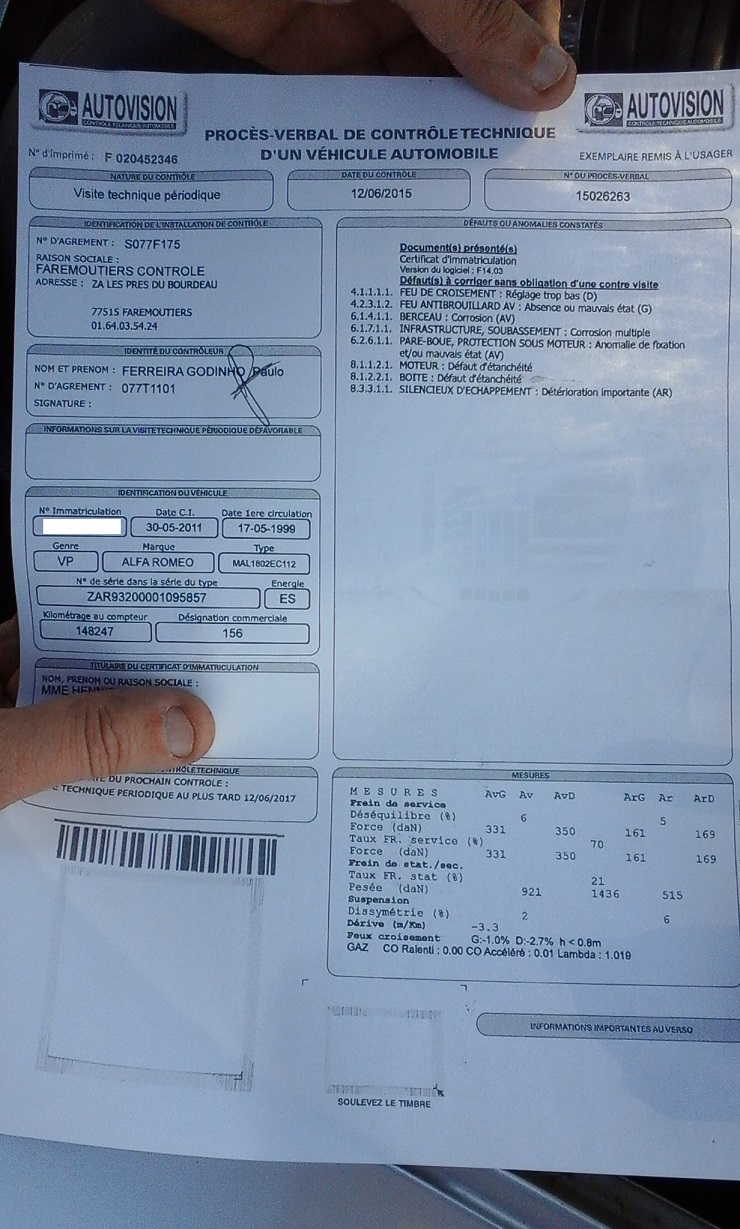 AUTOVISION
CONTRÔLE TECHNIQUE AUTOMOBILE
AUTOVISION
CONTRÔLE TECHNIQUE AUTOMOBILE
PROCÈS-VERBAL DE CONTRÔLE TECHNIQUE
D'UN VÉHICULE AUTOMOBILE
N° d'Imprimé : F 020452346
EXEMPLAIRE REMIS À L'USAGER
NATURE DU CONTRÔLE
Visite technique périodique
DATE DU CONTRÔLE
12/06/2015
N° DU PROCÈS-VERBAL
15026263
IDENTIFICATION DE L'INSTALLATION DE CONTRÔLE
N° D'AGREMENT : S077F175
RAISON SOCIALE :
FAREMOUTIERS CONTROLE
ADRESSE : ZA LES PRES DU BOURDEAU
77515 FAREMOUTIERS
01.64.03.54.24
IDENTITÉ DU CONTRÔLEUR
NOM ET PRENOM : FERREIRA GODINHO Paulo
N° D'AGREMENT : 077T1101
SIGNATURE :
INFORMATIONS SUR LA VISITE TECHNIQUE PÉRIODIQUE DÉFAVORABLE
IDENTIFICATION DU VÉHICULE
N° Immatriculation Date C.I. Date 1ere circulation
30-05-2011 17-05-1999
Genre Marque Type
VP ALFA ROMEO MAL1802EC112
N° de série dans la série du type Energie
ZAR93200001095857 ES
Kilométrage au compteur Désignation commerciale
148247 156
TITULAIRE DU CERTIFICAT D'IMMATRICULATION
NOM, PRENOM OU RAISON SOCIALE :
MME
CONTRÔLE TECHNIQUE
DU PROCHAIN CONTROLE :
TECHNIQUE PERIODIQUE AU PLUS TARD 12/06/2017
DÉFAUTS OU ANOMALIES CONSTATÉS
Document(s) présenté(s)
Certificat d'Immatriculation
Version du logiciel : F14.03
Défaut(s) à corriger sans obligation d'une contre visite
4.1.1.1.1. FEU DE CROISEMENT : Réglage trop bas (D)
4.2.3.1.2. FEU ANTIBROUILLARD AV : Absence ou mauvais état (G)
6.1.4.1.1. BERCEAU : Corrosion (AV)
6.1.7.1.1. INFRASTRUCTURE, SOUBASSEMENT : Corrosion multiple
6.2.6.1.1. PARE-BOUE, PROTECTION SOUS MOTEUR : Anomalie de fixation
et/ou mauvais état (AV)
8.1.1.2.1. MOTEUR : Défaut d'étanchéité
8.1.2.2.1. BOITE : Défaut d'étanchéité
8.3.3.1.1. SILENCIEUX D'ECHAPPEMENT : Détérioration importante (AR)
MESURES
MESURES AvG Av AvD ArG Ar ArD
Frein de service
Déséquilibre (%) 6 5
Force (daN) 331 350 161 169
Taux FR. service (%) 70
Force (daN) 331 350 161 169
Frein de stat./sec.
Taux FR. stat (%) 21
Pesée (daN) 921 1436 515
Suspension
Dissymétrie (%) 2 6
Dérive (m/Km) -3.3
Feux croisement G:-1.0% D:-2.7% h < 0.8m
GAZ CO Ralenti : 0.00 CO Accéléré : 0.01 Lambda : 1.019
INFORMATIONS IMPORTANTES AU VERSO
SOULEVEZ LE TIMBRE